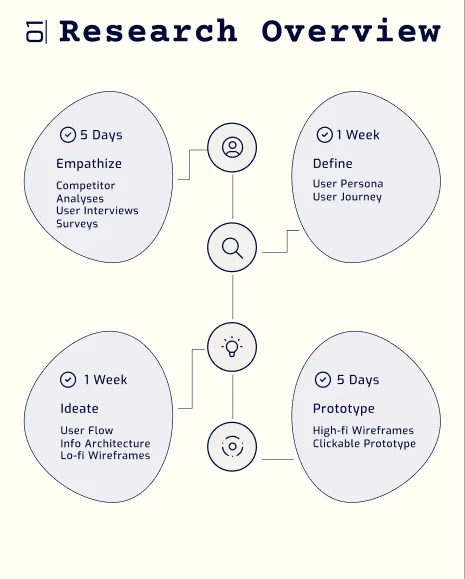 01 Research Overview
5 Days
Empathize
Competitor
Analyses
User Interviews
Surveys
1 Week
Define
User Persona
User Journey
1 Week
Ideate
User Flow
Info Architecture
Lo-fi Wireframes
5 Days
Prototype
High-fi Wireframes
Clickable Prototype